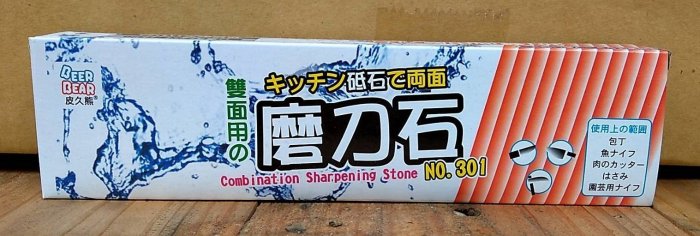 BEER
BEAR
皮久熊®
雙面用の
キッチン砥石で両面
磨刀石
Combination Sharpening Stone
NO.301
使用上の範囲
包丁
魚ナイフ
肉のカッター
はさみ
園芸用ナイフ